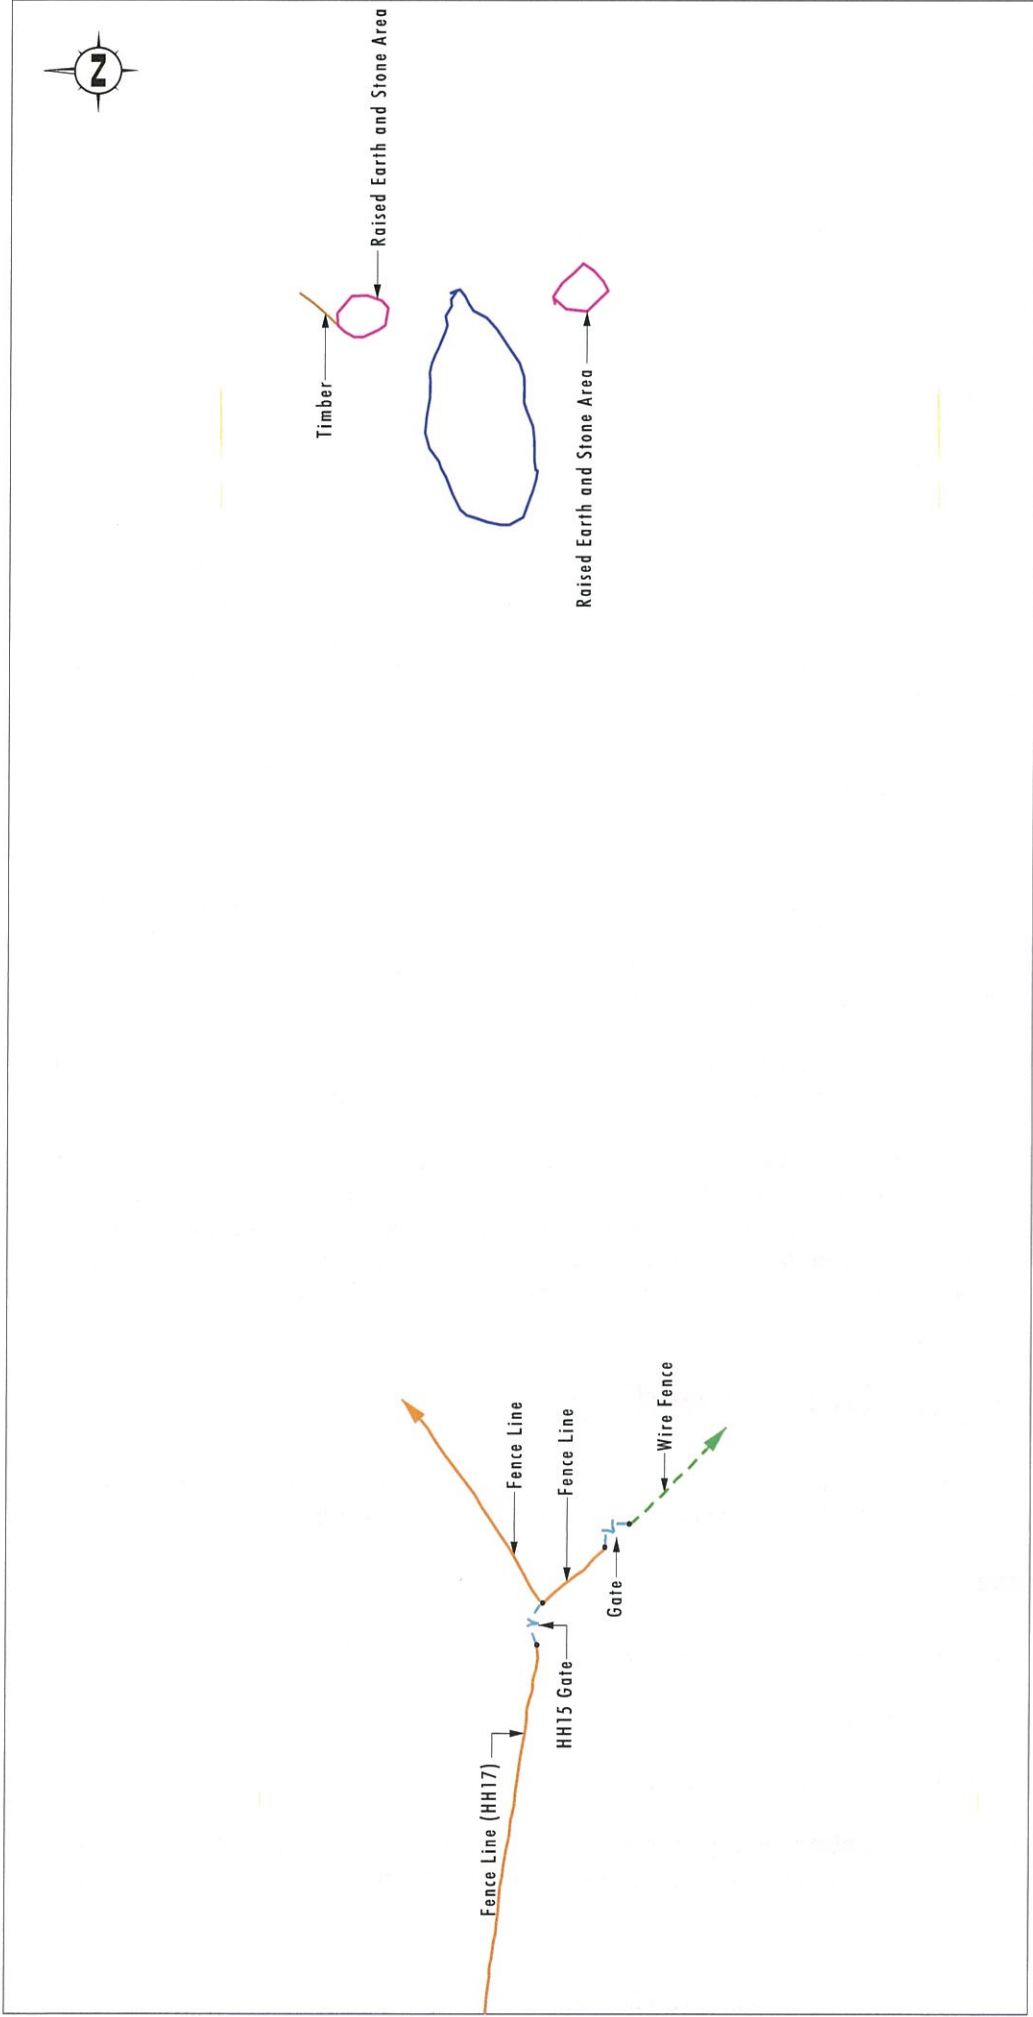 N
Raised Earth and Stone Area
Timber
Raised Earth and Stone Area
Fence Line
Fence Line
Wire Fence
Gate
HH15 Gate
Fence Line (HH17)